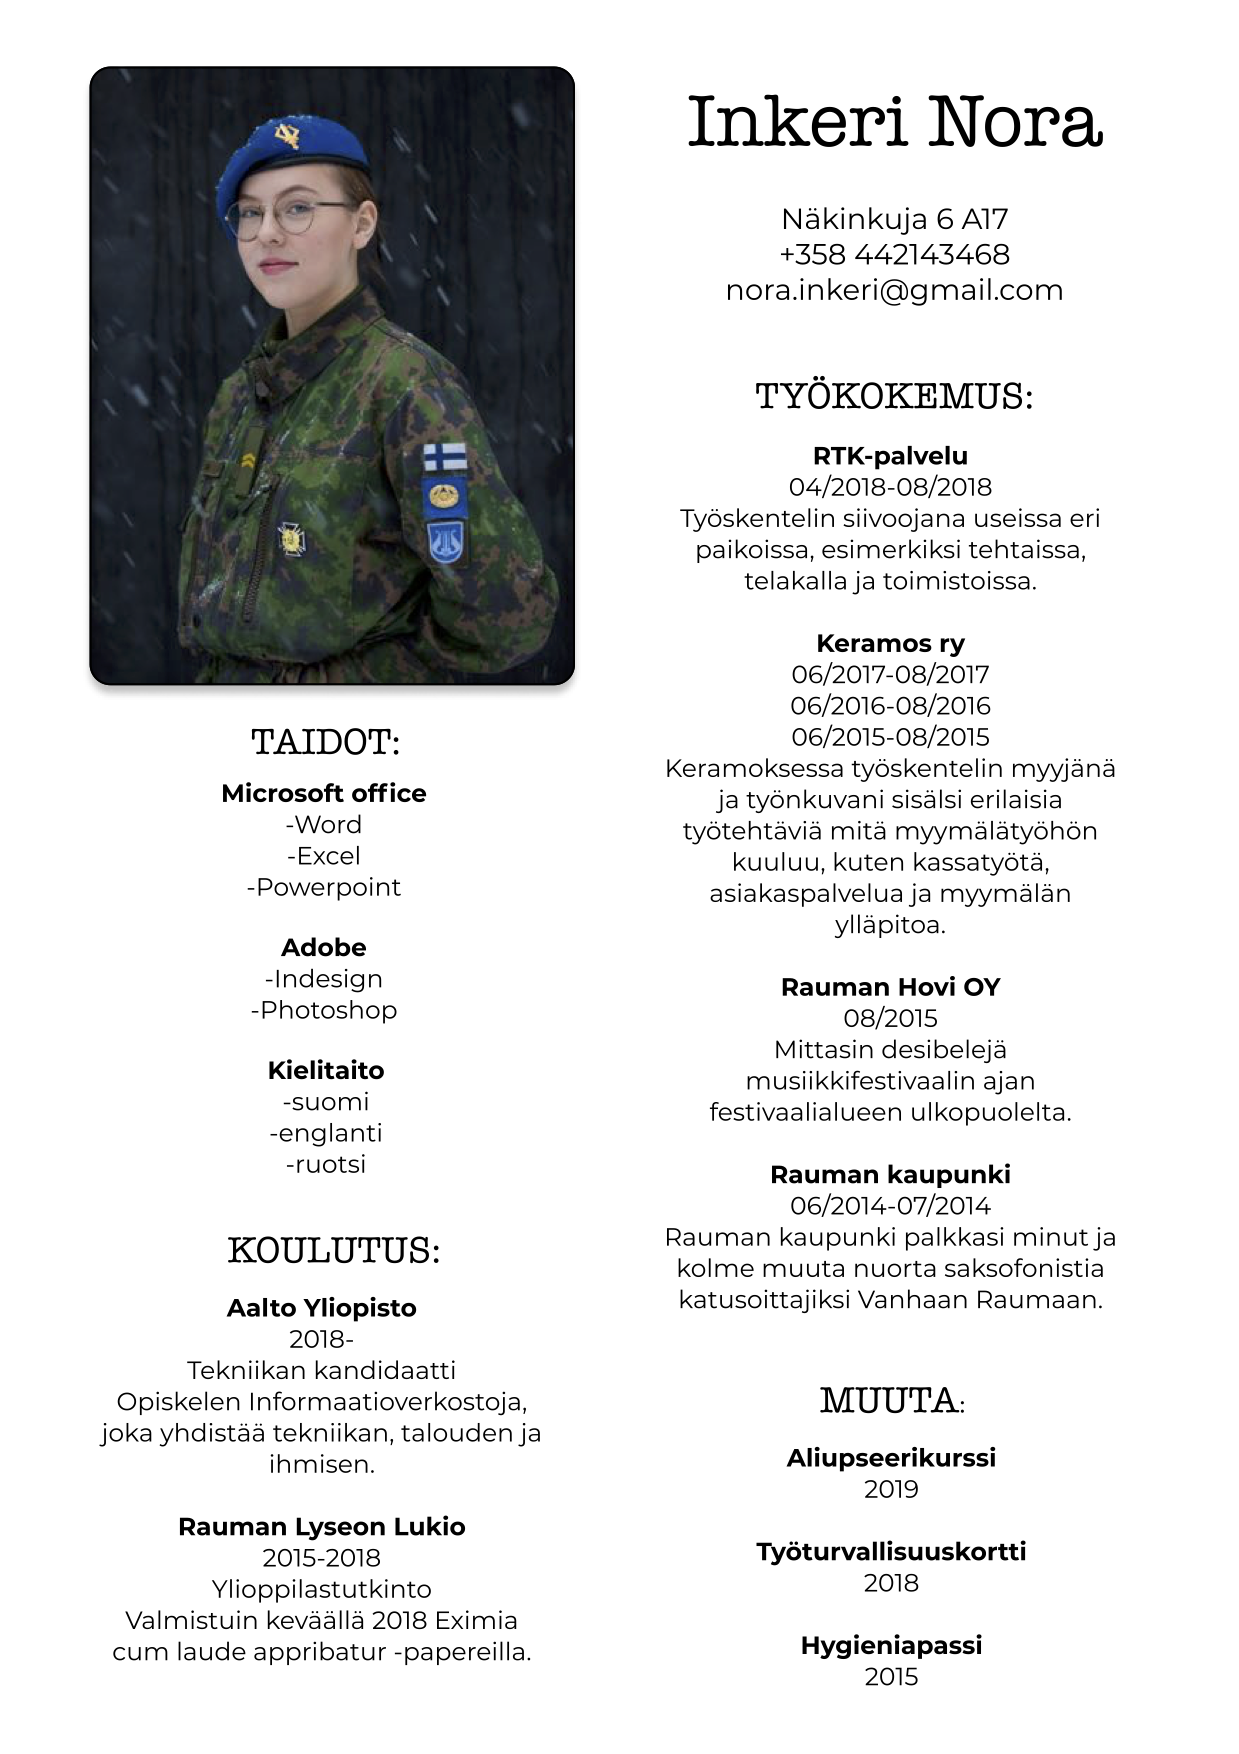 Inkeri Nora
Näkinkuja 6 A17
+358 442143468
nora.inkeri@gmail.com
TAIDOT:
Microsoft office
-Word
-Excel
-Powerpoint
Adobe
-Indesign
-Photoshop
Kielitaito
-suomi
-englanti
-ruotsi
KOULUTUS:
Aalto Yliopisto
2018-
Tekniikan kandidaatti
Opiskelen Informaatioverkostoja,
joka yhdistää tekniikan, talouden ja
ihmisen.
Rauman Lyseon Lukio
2015-2018
Ylioppilastutkinto
Valmistuin keväällä 2018 Eximia
cum laude appribatur -papereilla.
TYÖKOKEMUS:
RTK-palvelu
04/2018-08/2018
Työskentelin siivoojana useissa eri
paikoissa, esimerkiksi tehtaissa,
telakalla ja toimistoissa.
Keramos ry
06/2017-08/2017
06/2016-08/2016
06/2015-08/2015
Keramoksessa työskentelin myyjänä
ja työnkuvani sisälsi erilaisia
työtehtäviä mitä myymälätyöhön
kuuluu, kuten kassatyötä,
asiakaspalvelua ja myymälän
ylläpitoa.
Rauman Hovi OY
08/2015
Mittasin desibelejä
musiikkifestivaalin ajan
festivaalialueen ulkopuolelta.
Rauman kaupunki
06/2014-07/2014
Rauman kaupunki palkkasi minut ja
kolme muuta nuorta saksofonistia
katusoittajiksi Vanhaan Raumaan.
MUUTA:
Aliupseerikurssi
2019
Työturvallisuuskortti
2018
Hygieniapassi
2015